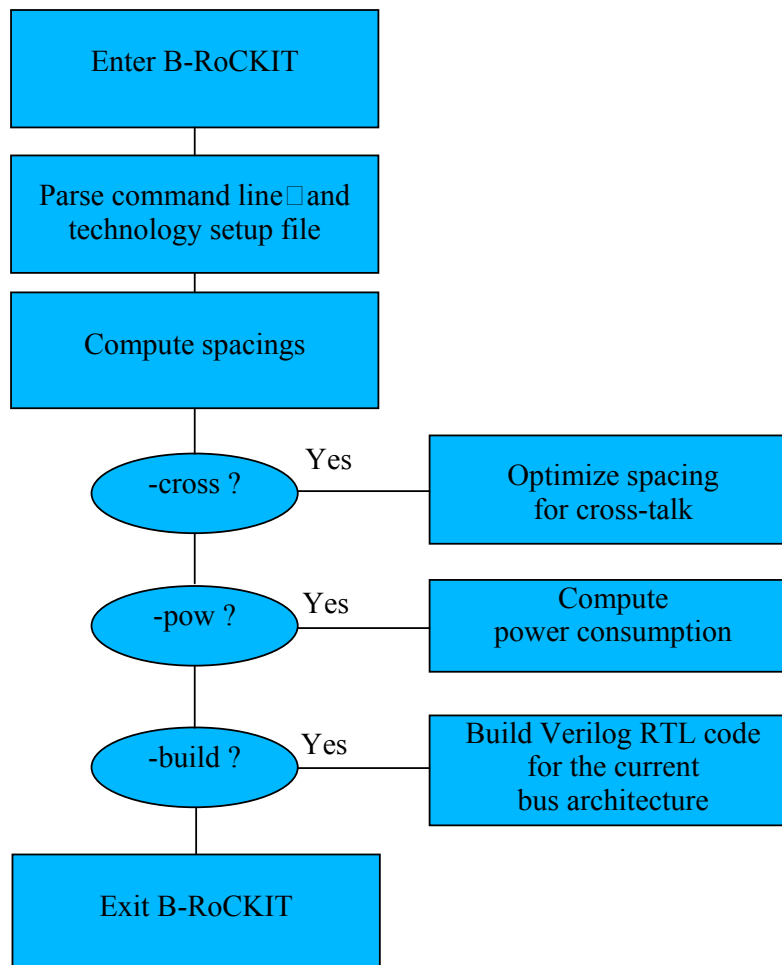 Enter B-RoCKIT
Parse command line□and
technology setup file
Compute spacings
-cross ?
Yes
Optimize spacing
for cross-talk
-pow ?
Yes
Compute
power consumption
-build ?
Yes
Build Verilog RTL code
for the current
bus architecture
Exit B-RoCKIT